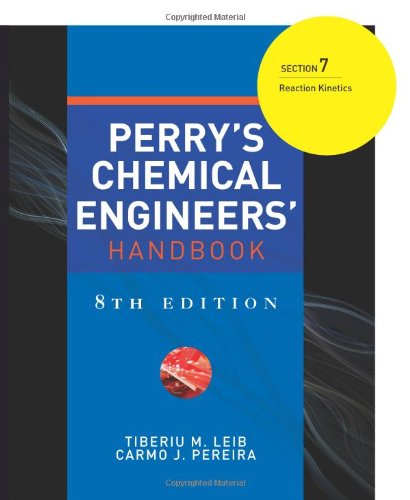 Copyrighted Material
SECTION 7
Reaction Kinetics
PERRY'S
CHEMICAL
ENGINEERS'
HANDBOOK
8TH EDITION
TIBERIU M. LEIB
CARMO J. PEREIRA
Copyrighted Material